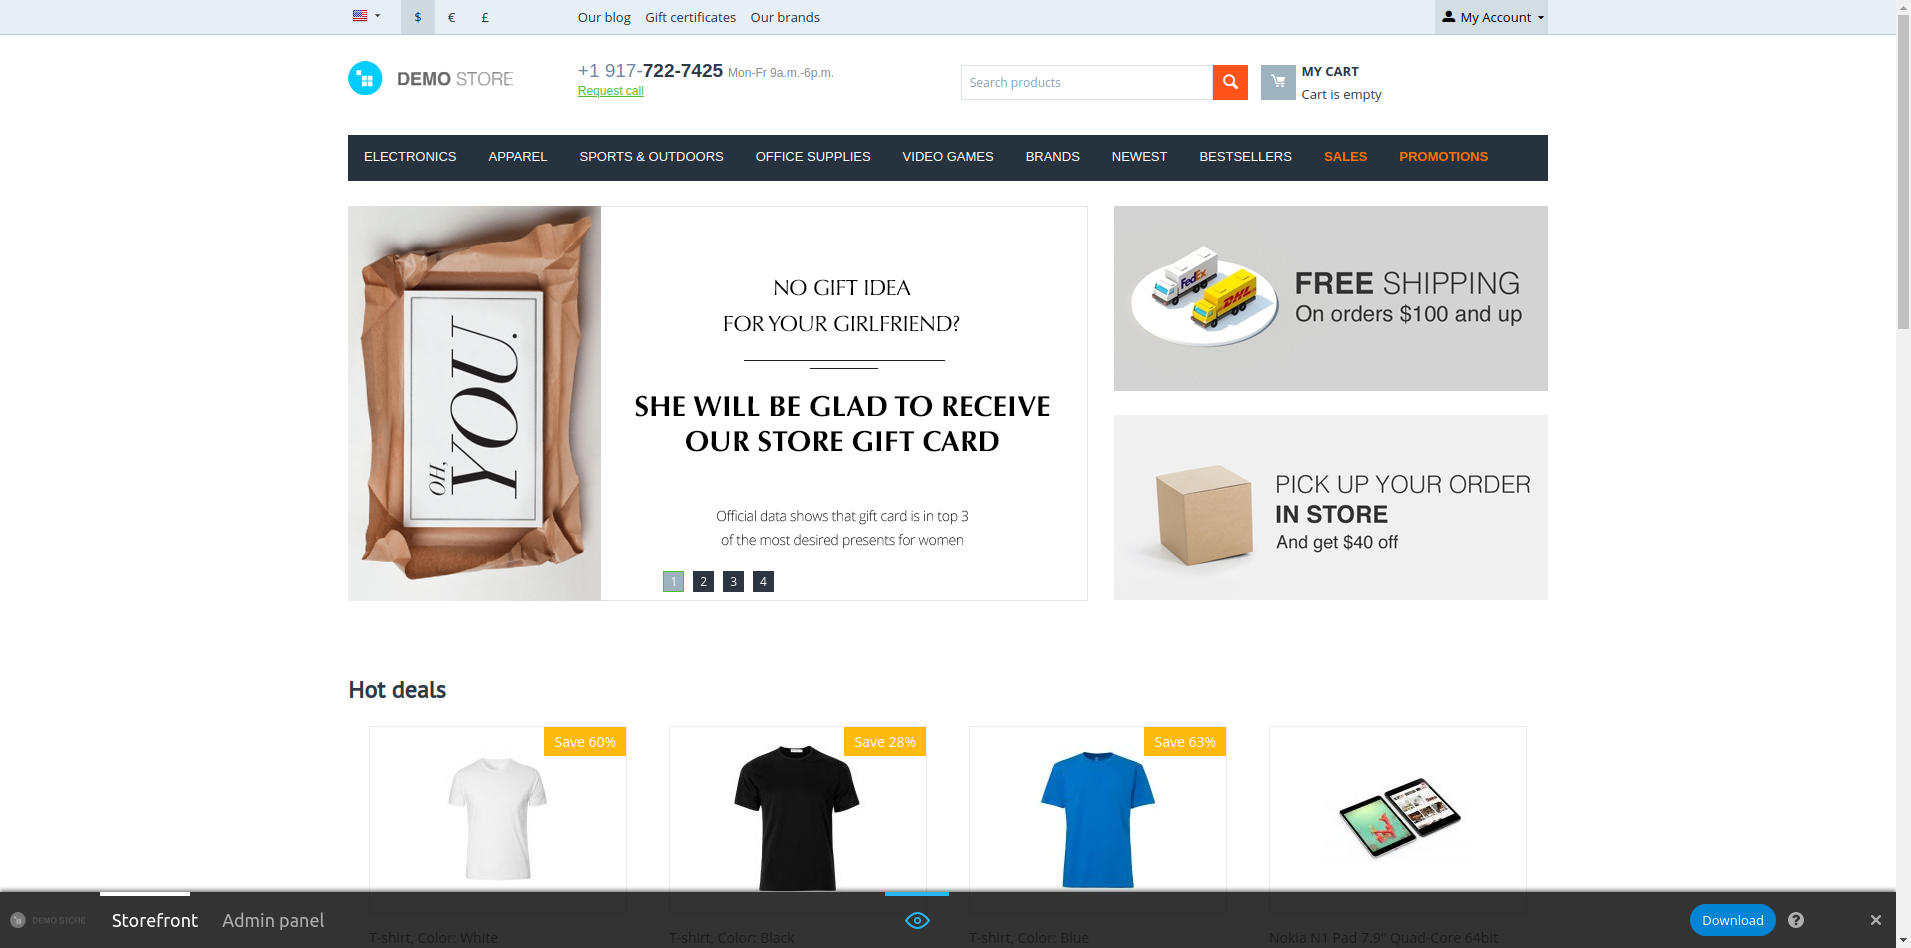 $ € £ Our blog Gift certificates Our brands My Account
DEMO STORE
+1 917-722-7425 Mon-Fr 9a.m.-6p.m.
Request call
Search products
MY CART
Cart is empty
ELECTRONICS APPAREL SPORTS & OUTDOORS OFFICE SUPPLIES VIDEO GAMES BRANDS NEWEST BESTSELLERS SALES PROMOTIONS
OH,
YOU.
NO GIFT IDEA
FOR YOUR GIRLFRIEND?
SHE WILL BE GLAD TO RECEIVE
OUR STORE GIFT CARD
Official data shows that gift card is in top 3
of the most desired presents for women
1 2 3 4
FedEx
DHL
FREE SHIPPING
On orders $100 and up
PICK UP YOUR ORDER
IN STORE
And get $40 off
Hot deals
Save 60%
Save 28%
Save 63%
DEMO STORE Storefront Admin panel Download ?
T-shirt, Color: White
T-shirt, Color: Black
T-shirt, Color: Blue
Nokia N1 Pad 7.9" Quad-Core 64bit